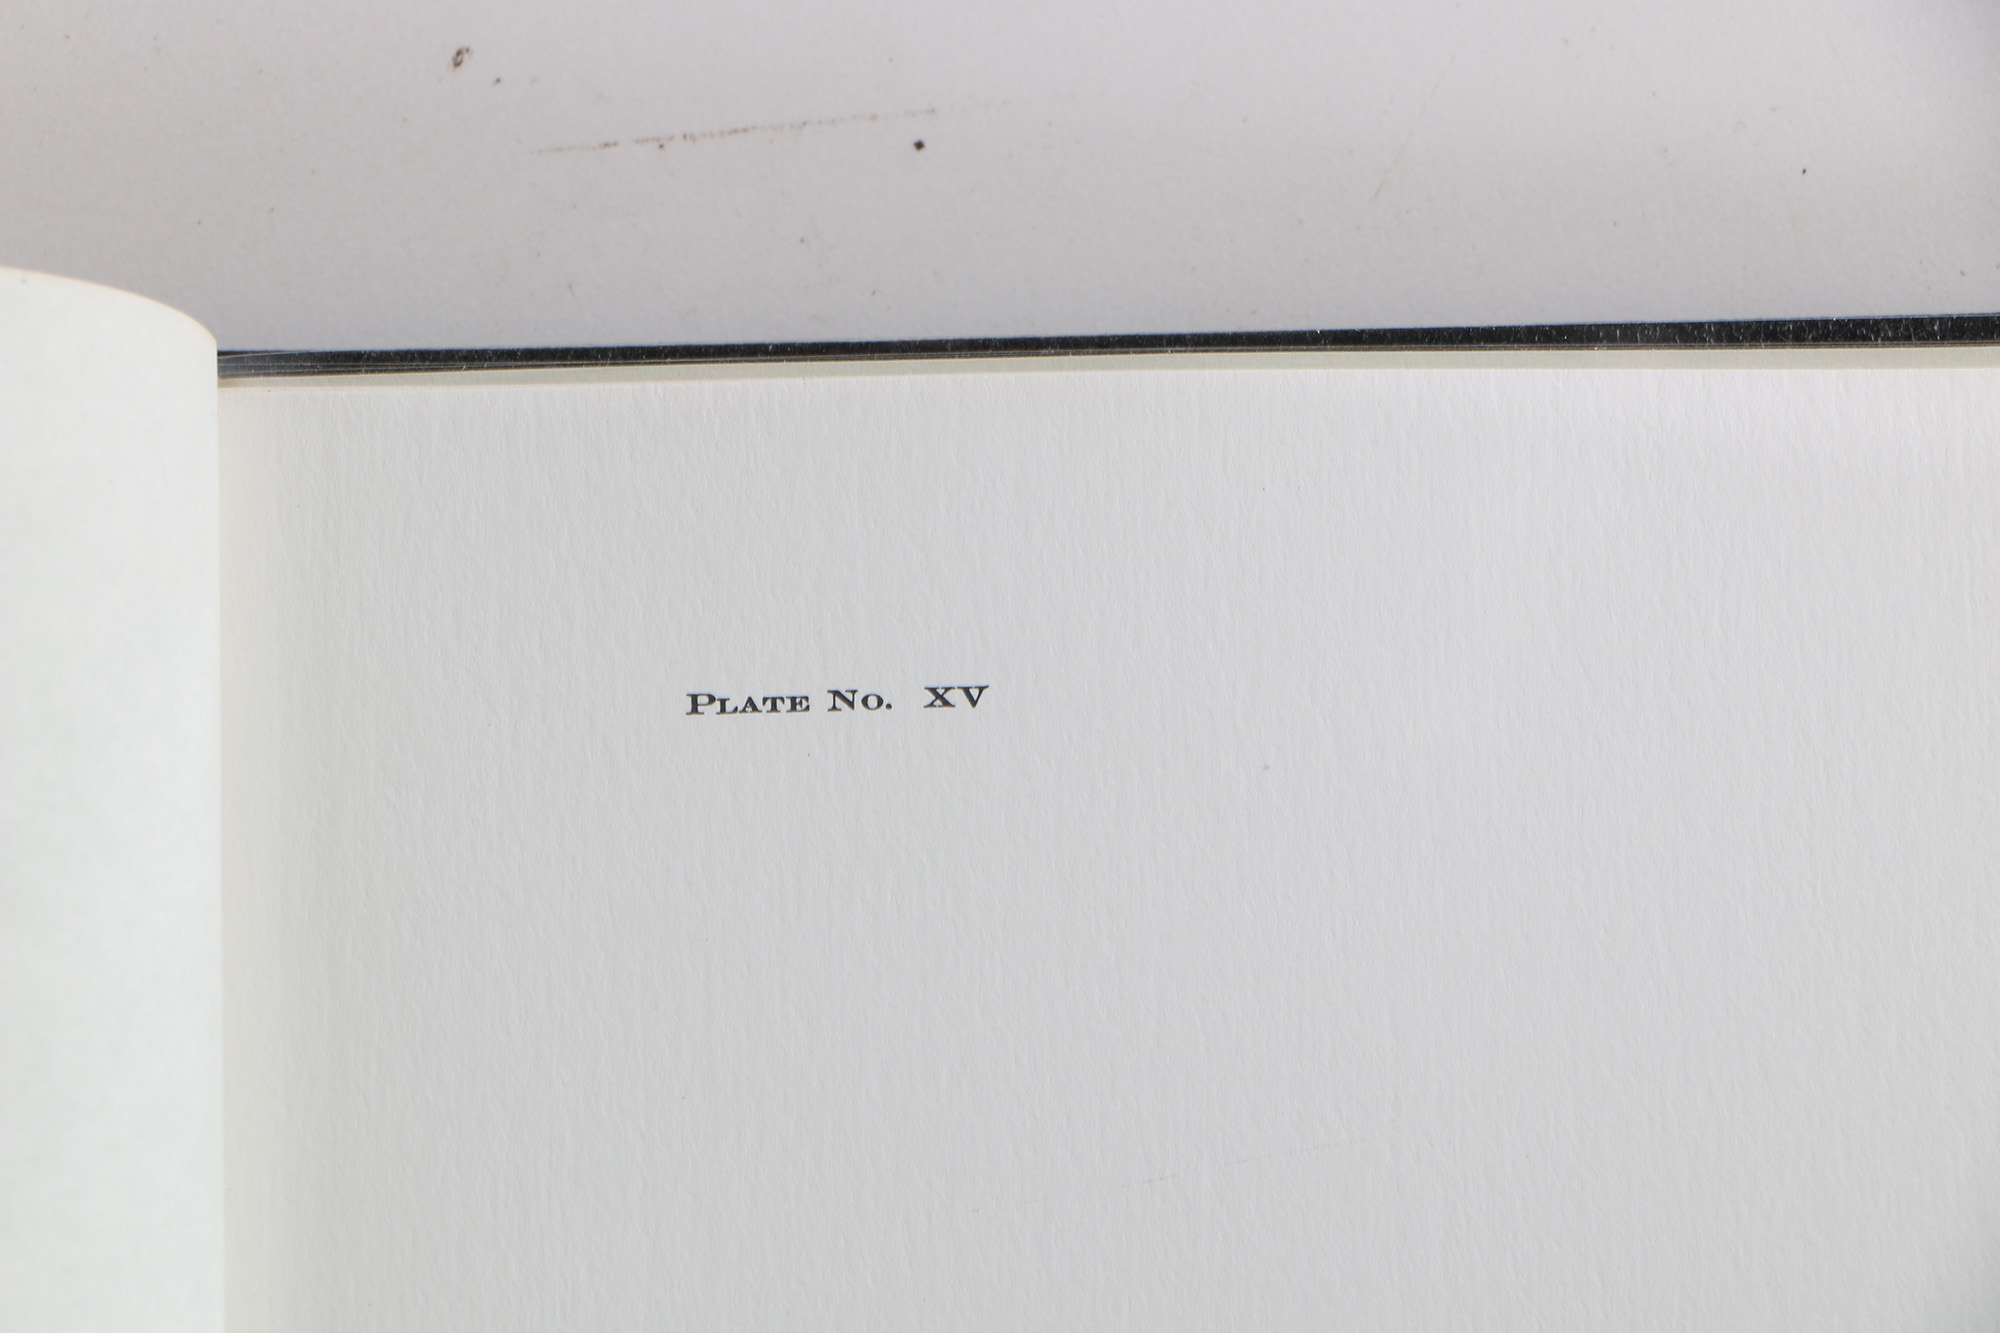 Plate No. XV